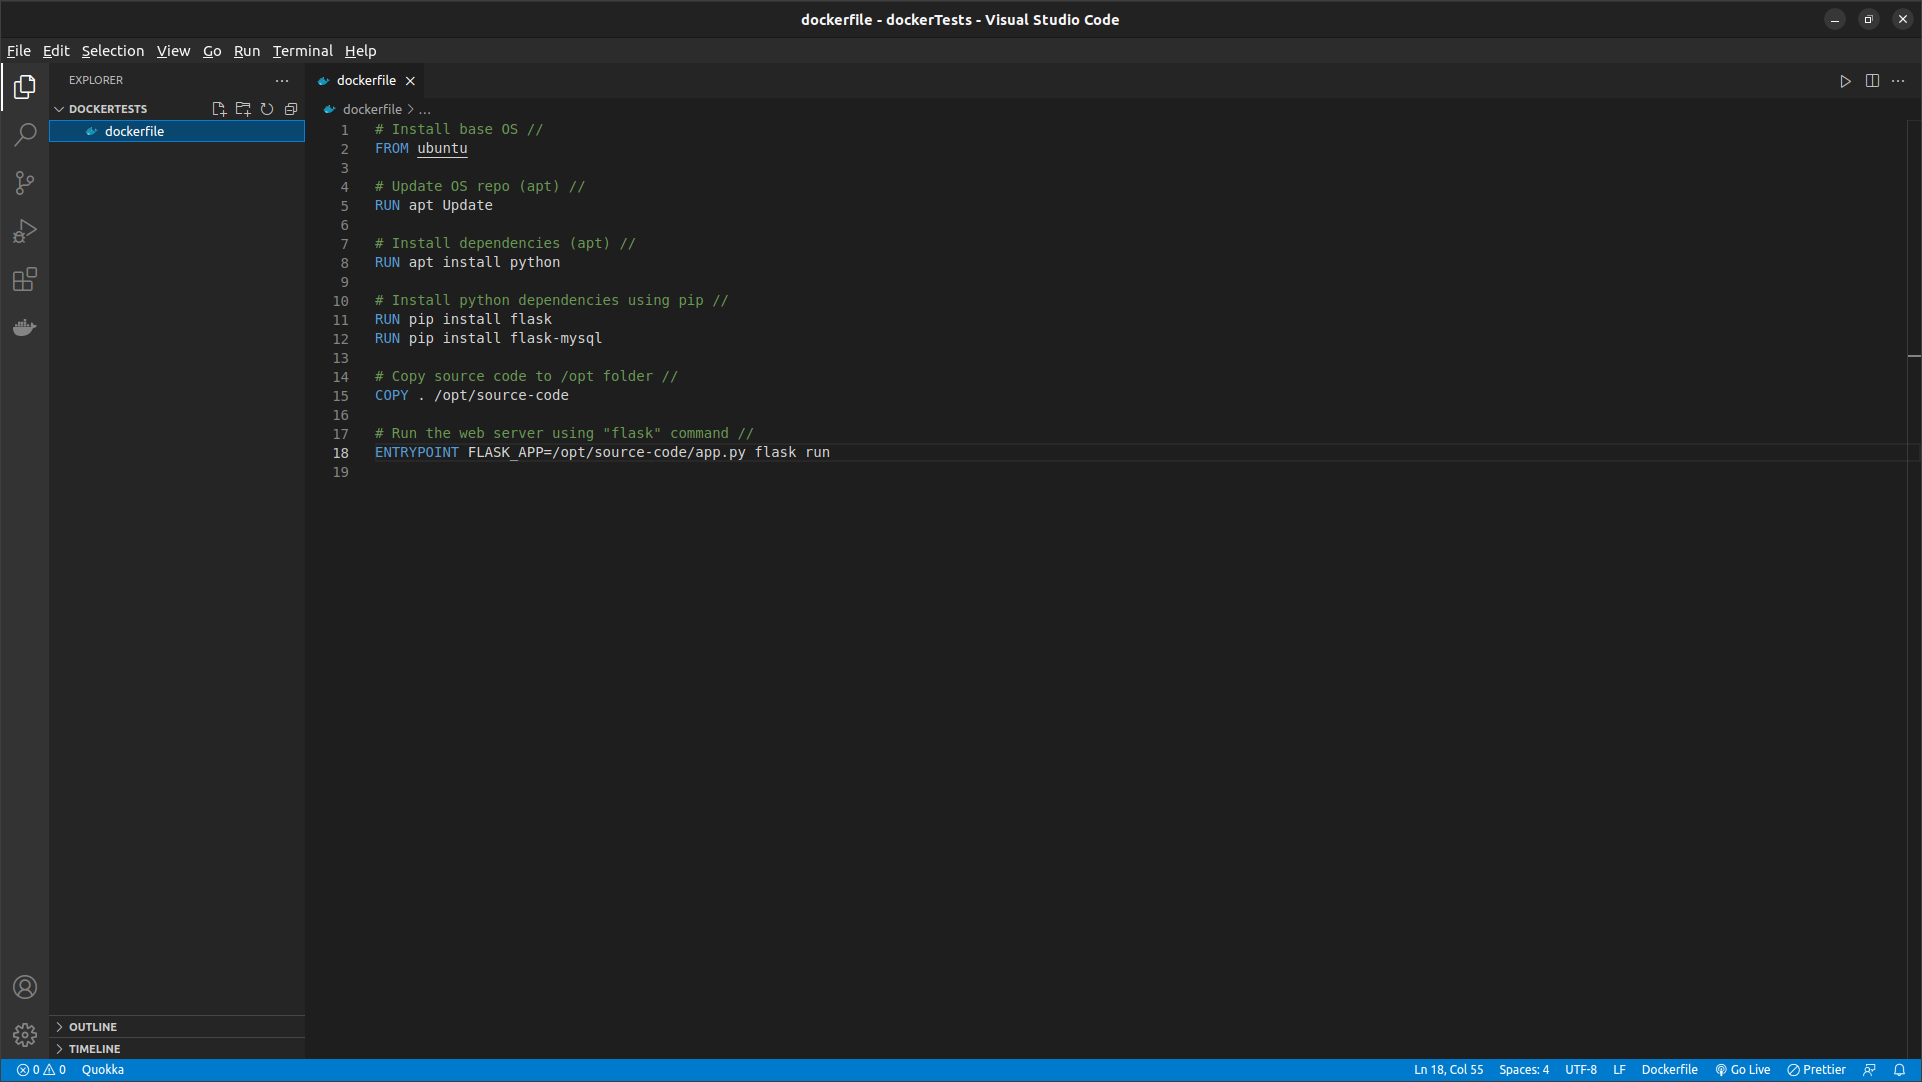 dockerfile - dockerTests - Visual Studio Code
File Edit Selection View Go Run Terminal Help
EXPLORER
DOCKERTESTS
dockerfile
dockerfile
dockerfile > ...
1 # Install base OS //
2 FROM ubuntu
3
4 # Update OS repo (apt) //
5 RUN apt Update
6
7 # Install dependencies (apt) //
8 RUN apt install python
9
10 # Install python dependencies using pip //
11 RUN pip install flask
12 RUN pip install flask-mysql
13
14 # Copy source code to /opt folder //
15 COPY . /opt/source-code
16
17 # Run the web server using "flask" command //
18 ENTRYPOINT FLASK_APP=/opt/source-code/app.py flask run
19
OUTLINE
TIMELINE
0 0 Quokka Ln 18, Col 55 Spaces: 4 UTF-8 LF Dockerfile Go Live Prettier